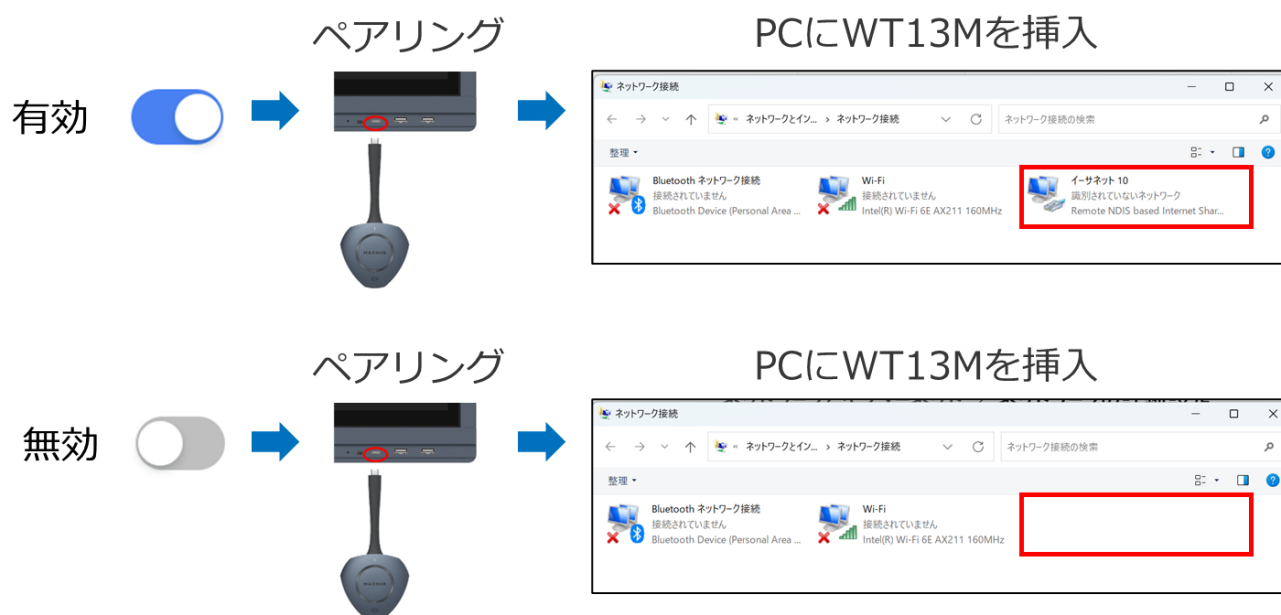 ペアリング
PCにWT13Mを挿入
有効
ネットワーク接続
ネットワークとイン... › ネットワーク接続
ネットワーク接続の検索
整理
Bluetooth ネットワーク接続
接続されていません
Bluetooth Device (Personal Area ...
Wi-Fi
接続されていません
Intel(R) Wi-Fi 6E AX211 160MHz
イーサネット 10
識別されていないネットワーク
Remote NDIS based Internet Shar...
MAXHUB
ペアリング
PCにWT13Mを挿入
無効
ネットワーク接続
ネットワークとイン... › ネットワーク接続
ネットワーク接続の検索
整理
Bluetooth ネットワーク接続
接続されていません
Bluetooth Device (Personal Area ...
Wi-Fi
接続されていません
Intel(R) Wi-Fi 6E AX211 160MHz
MAXHUB